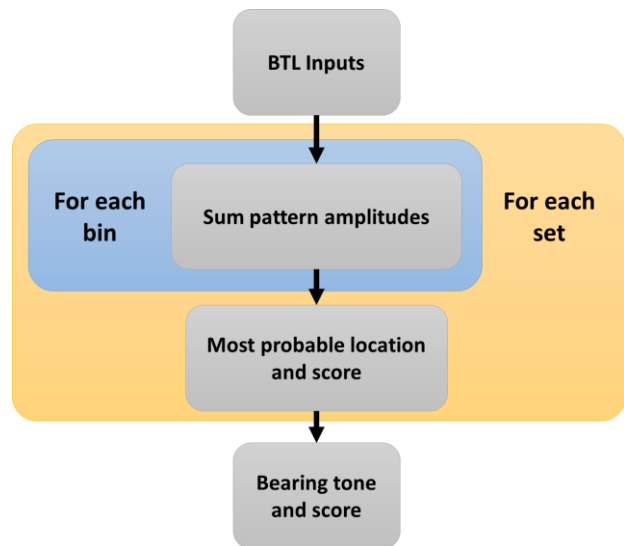 BTL Inputs
For each
bin
Sum pattern amplitudes
For each
set
Most probable location
and score
Bearing tone
and score